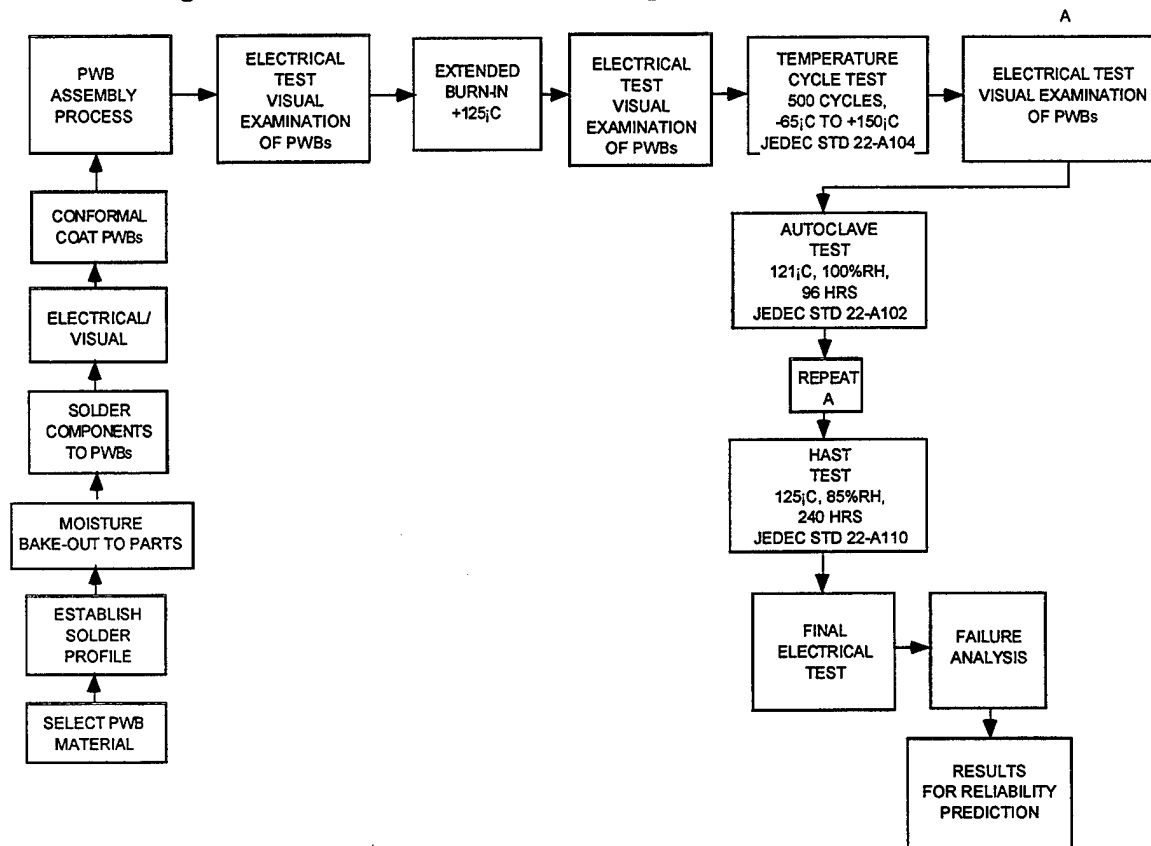 A
PWB
ASSEMBLY
PROCESS
ELECTRICAL
TEST
VISUAL
EXAMINATION
OF PWBs
EXTENDED
BURN-IN
+125¡C
ELECTRICAL
TEST
VISUAL
EXAMINATION
OF PWBs
TEMPERATURE
CYCLE TEST
500 CYCLES,
-65¡C TO +150¡C
JEDEC STD 22-A104
ELECTRICAL TEST
VISUAL EXAMINATION
OF PWBs
CONFORMAL
COAT PWBs
ELECTRICAL/
VISUAL
SOLDER
COMPONENTS
TO PWBs
MOISTURE
BAKE-OUT TO PARTS
ESTABLISH
SOLDER
PROFILE
SELECT PWB
MATERIAL
AUTOCLAVE
TEST
121¡C, 100%RH,
96 HRS
JEDEC STD 22-A102
REPEAT
A
HAST
TEST
125¡C, 85%RH,
240 HRS
JEDEC STD 22-A110
FINAL
ELECTRICAL
TEST
FAILURE
ANALYSIS
RESULTS
FOR RELIABILITY
PREDICTION